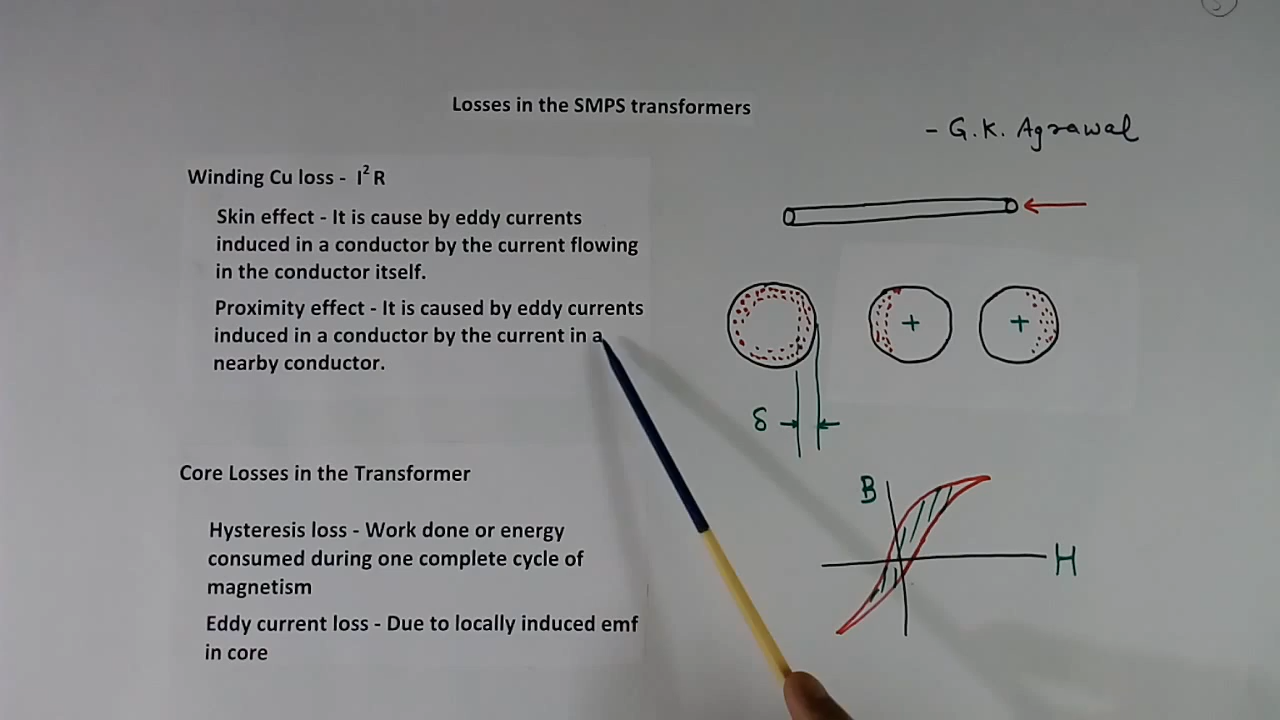 Losses in the SMPS transformers
- G.K. Agrawal
Winding Cu loss - I² R
Skin effect - It is cause by eddy currents
induced in a conductor by the current flowing
in the conductor itself.
Proximity effect - It is caused by eddy currents
induced in a conductor by the current in a
nearby conductor.
+ +
δ
Core Losses in the Transformer
Hysteresis loss - Work done or energy
consumed during one complete cycle of
magnetism
Eddy current loss - Due to locally induced emf
in core
B
H